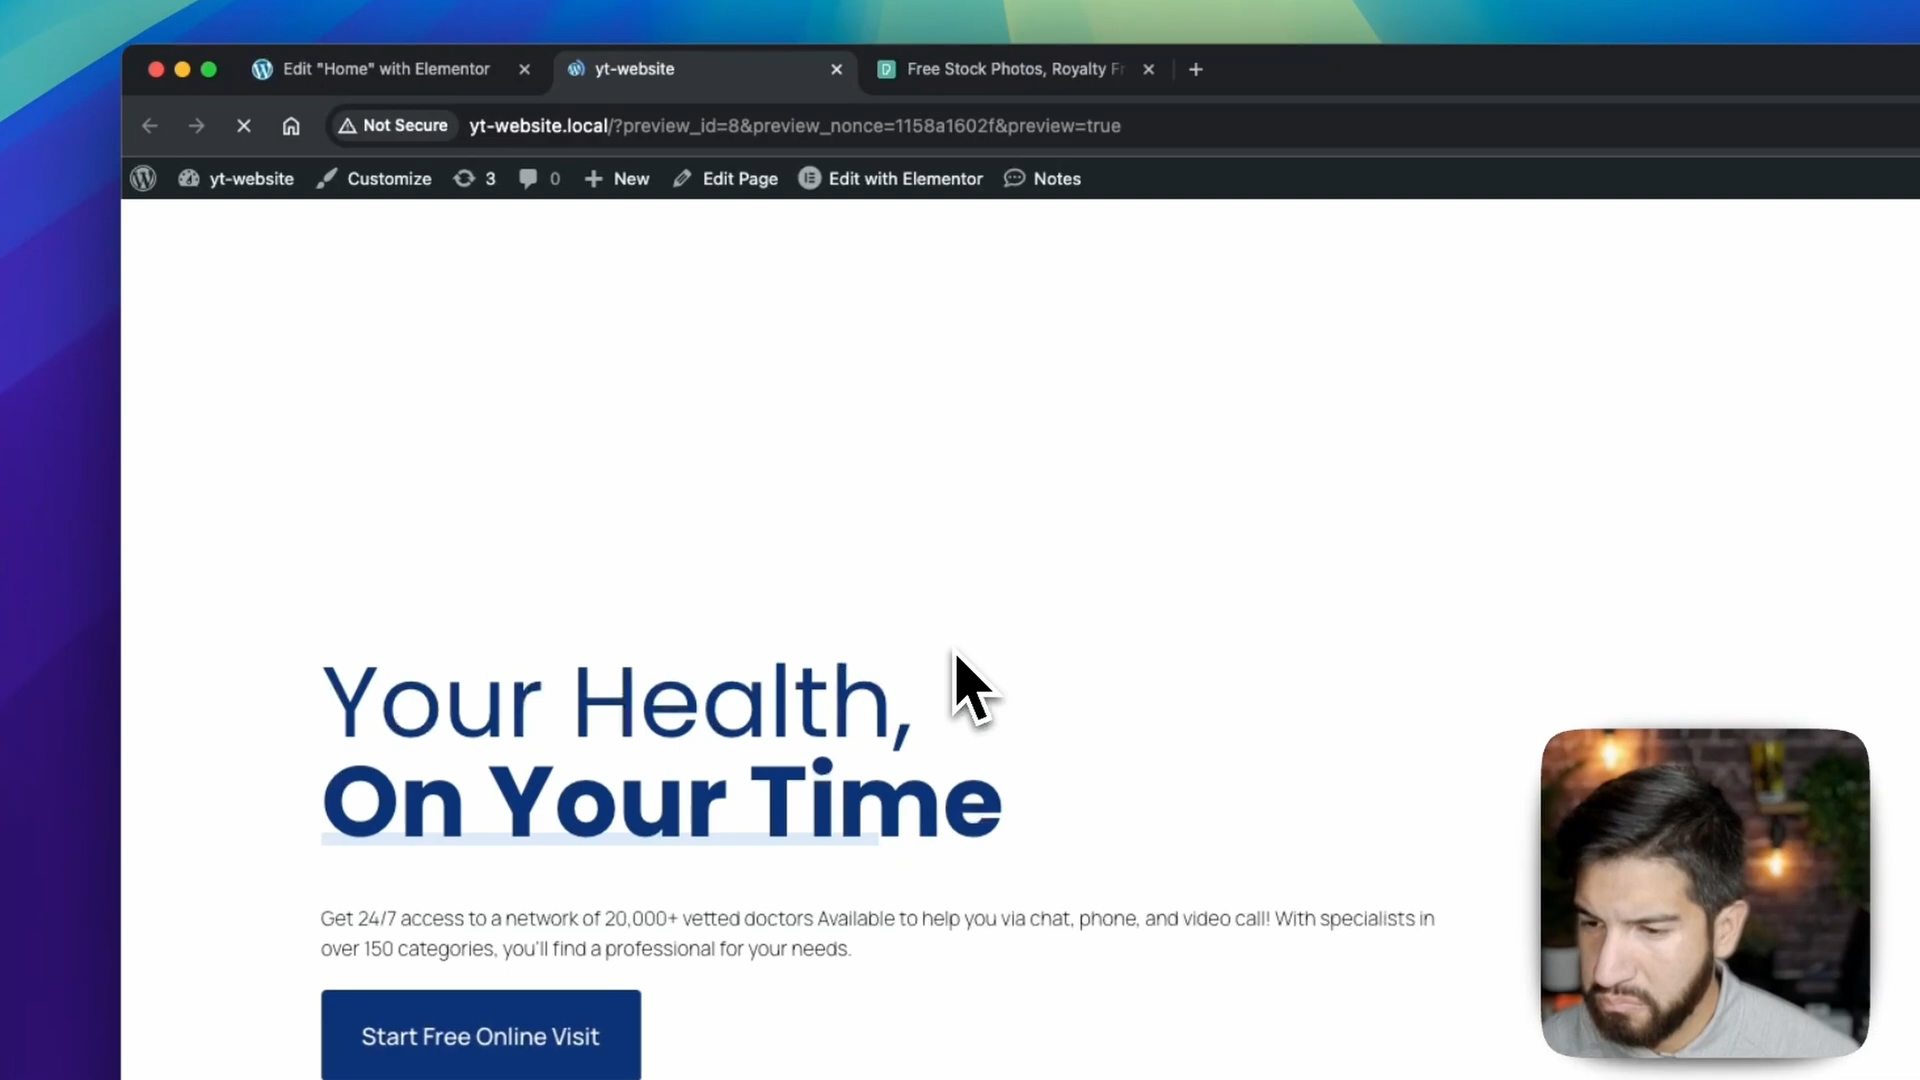 Edit "Home" with Elementor
yt-website
Free Stock Photos, Royalty Fr
Not Secure
yt-website.local/?preview_id=8&preview_nonce=1158a1602f&preview=true
yt-website
Customize
3
0
New
Edit Page
Edit with Elementor
Notes
Your Health,
On Your Time
Get 24/7 access to a network of 20,000+ vetted doctors Available to help you via chat, phone, and video call! With specialists in
over 150 categories, you'll find a professional for your needs.
Start Free Online Visit